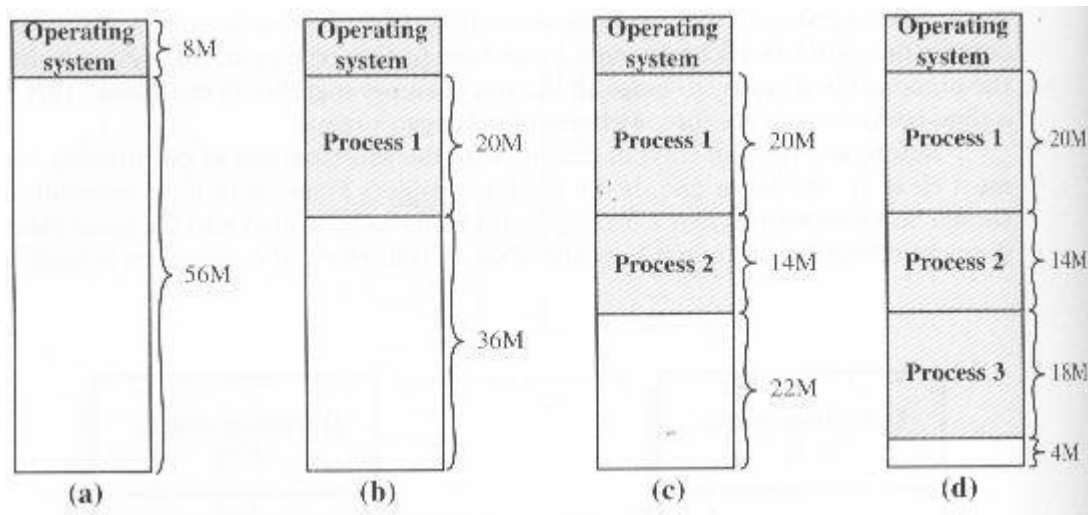 Operating
system
8M
56M
(a)
Operating
system
Process 1
20M
36M
(b)
Operating
system
Process 1
20M
Process 2
14M
22M
(c)
Operating
system
Process 1
20M
Process 2
14M
Process 3
18M
4M
(d)